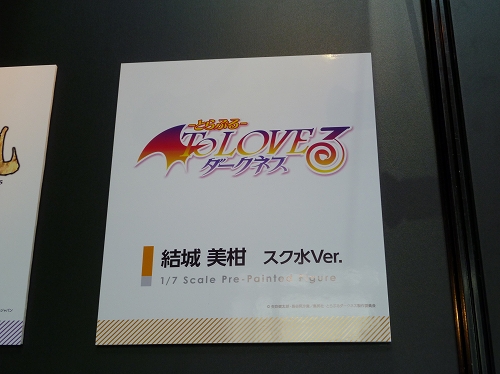 -とらぶる-
To LOVEる
ダークネス
結城 美柑 スク水Ver.
1/7 Scale Pre-Painted Figure